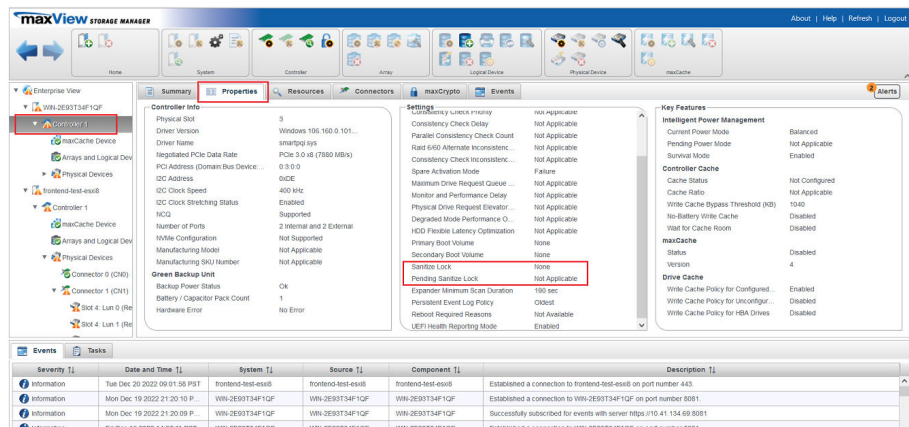 maxView STORAGE MANAGER
About | Help | Refresh | Logout
Home
System
Controller
Array
Logical Device
Physical Device
maxCache
Enterprise View
WIN-2E93T34F1QF
Controller 1
maxCache Device
Arrays and Logical Dev
Physical Devices
frontend-test-esxi8
Controller 1
maxCache Device
Arrays and Logical Dev
Physical Devices
Connector 0 (CN0)
Connector 1 (CN1)
Slot 4: Lun 0 (Re
Slot 4: Lun 1 (Re
Summary
Properties
Resources
Connectors
maxCrypto
Events
2
Alerts
Controller Info
Physical Slot 3
Driver Version Windows 106.160.0.101...
Driver Name smartpqi.sys
Negotiated PCIe Data Rate PCIe 3.0 x8 (7880 MB/s)
PCI Address (Domain:Bus:Device:... 0:3:0:0
I2C Address 0xDE
I2C Clock Speed 400 kHz
I2C Clock Stretching Status Enabled
NCQ Supported
Number of Ports 2 Internal and 2 External
NVMe Configuration Not Supported
Manufacturing Model Not Applicable
Manufacturing SKU Number Not Applicable
Green Backup Unit
Backup Power Status Ok
Battery / Capacitor Pack Count 1
Hardware Error No Error
Settings
Consistency Check Priority Not Applicable
Consistency Check Delay Not Applicable
Parallel Consistency Check Count Not Applicable
Raid 6/60 Alternate Inconsistenc... Not Applicable
Consistency Check Inconsistenc... Not Applicable
Spare Activation Mode Failure
Maximum Drive Request Queue ... Not Applicable
Monitor and Performance Delay Not Applicable
Physical Drive Request Elevator... Not Applicable
Degraded Mode Performance O... Not Applicable
HDD Flexible Latency Optimization Not Applicable
Primary Boot Volume None
Secondary Boot Volume None
Sanitize Lock None
Pending Sanitize Lock Not Applicable
Expander Minimum Scan Duration 190 sec
Persistent Event Log Policy Oldest
Reboot Required Reasons Not Available
UEFI Health Reporting Mode Enabled
Key Features
Intelligent Power Management
Current Power Mode Balanced
Pending Power Mode Not Applicable
Survival Mode Enabled
Controller Cache
Cache Status Not Configured
Cache Ratio Not Applicable
Write Cache Bypass Threshold (KB) 1040
No-Battery Write Cache Disabled
Wait for Cache Room Disabled
maxCache
Status Disabled
Version 4
Drive Cache
Write Cache Policy for Configured... Enabled
Write Cache Policy for Unconfigur... Disabled
Write Cache Policy for HBA Drives Disabled
Events
Tasks
Severity Date and Time System Source Component Description
Information Tue Dec 20 2022 09:01:58 PST frontend-test-esxi8 frontend-test-esxi8 frontend-test-esxi8 Established a connection to frontend-test-esxi8 on port number 443.
Information Mon Dec 19 2022 21:20:10 P... WIN-2E93T34F1QF WIN-2E93T34F1QF WIN-2E93T34F1QF Established a connection to WIN-2E93T34F1QF on port number 8081.
Information Mon Dec 19 2022 21:20:09 P... WIN-2E93T34F1QF WIN-2E93T34F1QF WIN-2E93T34F1QF Successfully subscribed for events with server https://10.41.134.69:8081